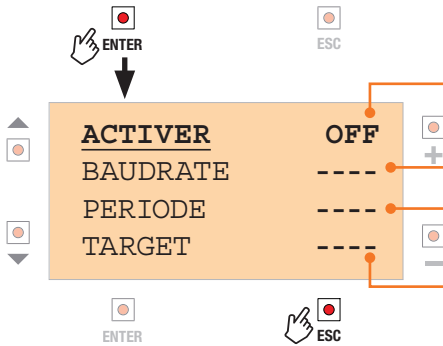 ENTER ESC
ACTIVER OFF
BAUDRATE ----
PERIODE ----
TARGET ----
+
−
ENTER ESC